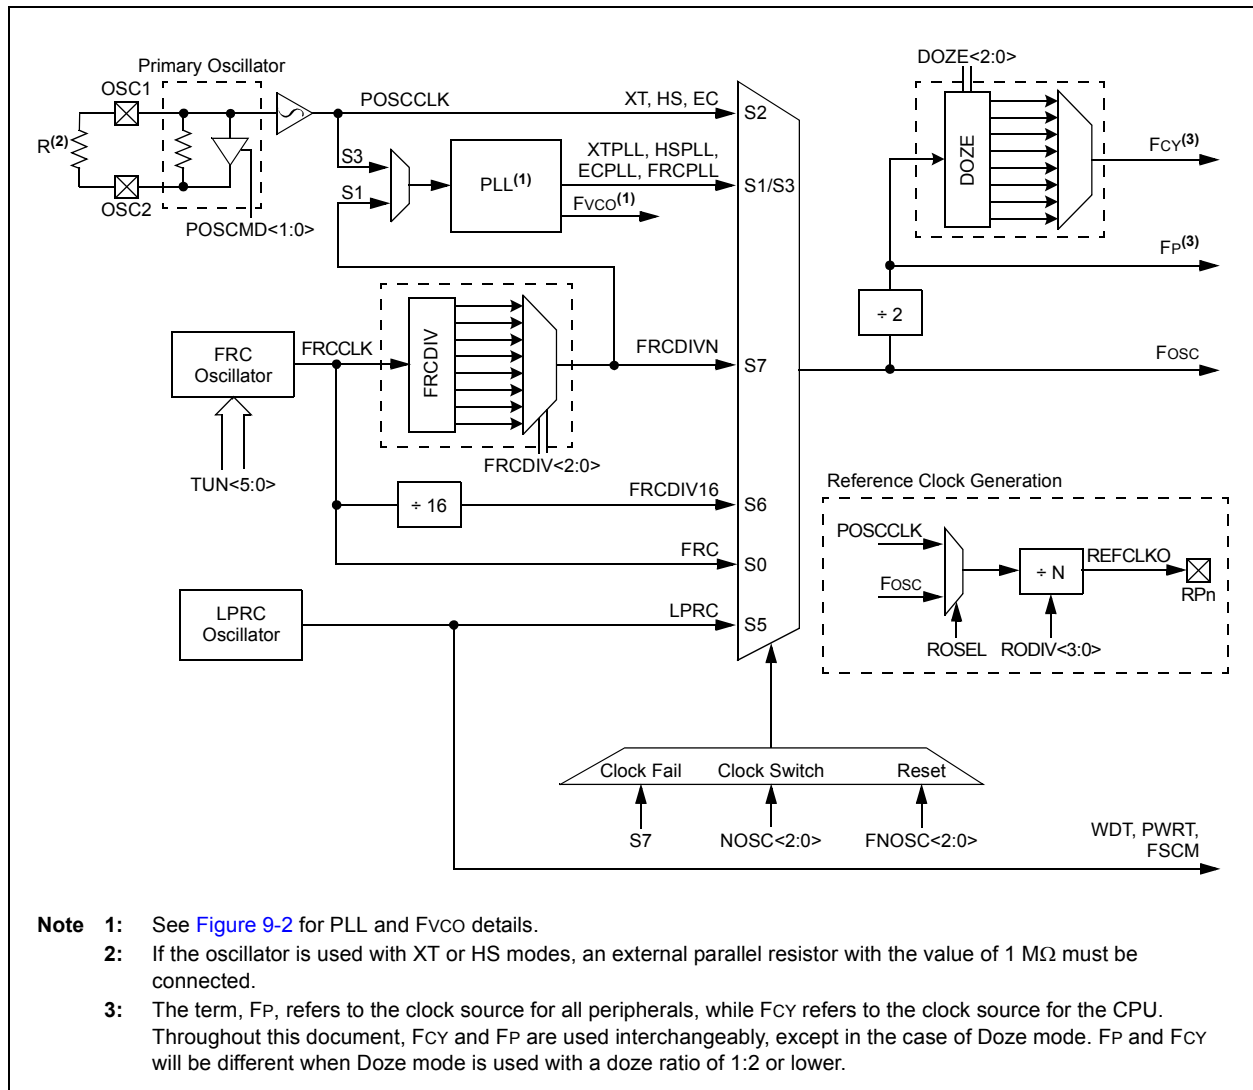 DOZE<2:0>
Primary Oscillator
OSC1
POSCCLK
XT, HS, EC
S2
R(2)
S3
XTPLL, HSPLL,
ECPLL, FRCPLL
DOZE
FCY(3)
PLL(1)
S1/S3
S1
OSC2
FVCO(1)
POSCMD<1:0>
FP(3)
÷ 2
FRC
Oscillator
FRCCLK
FRCDIV
FRCDIVN
S7
FOSC
TUN<5:0>
FRCDIV<2:0>
FRCDIV16
÷ 16
S6
Reference Clock Generation
POSCCLK
FRC
S0
÷ N
REFCLKO
FOSC
RPn
LPRC
Oscillator
LPRC
S5
ROSEL
RODIV<3:0>
Clock Fail
Clock Switch
Reset
S7
NOSC<2:0>
FNOSC<2:0>
WDT, PWRT,
FSCM
Note 1: See Figure 9-2 for PLL and FVCO details.
2: If the oscillator is used with XT or HS modes, an external parallel resistor with the value of 1 MΩ must be
connected.
3: The term, FP, refers to the clock source for all peripherals, while FCY refers to the clock source for the CPU.
Throughout this document, FCY and FP are used interchangeably, except in the case of Doze mode. FP and FCY
will be different when Doze mode is used with a doze ratio of 1:2 or lower.